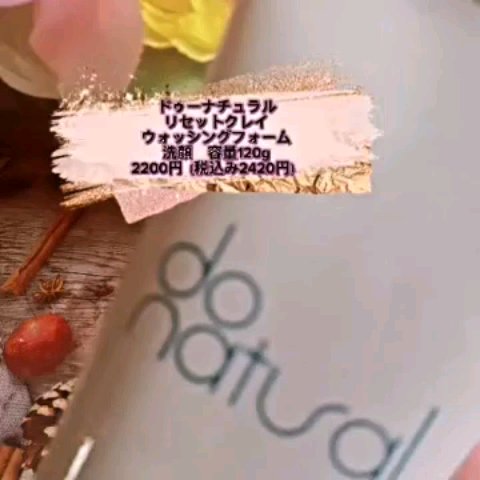 ドゥーナチュラル
リセットクレイ
ウォッシングフォーム
洗顔　容量120g
2200円 (税込み2420円)
do
natural